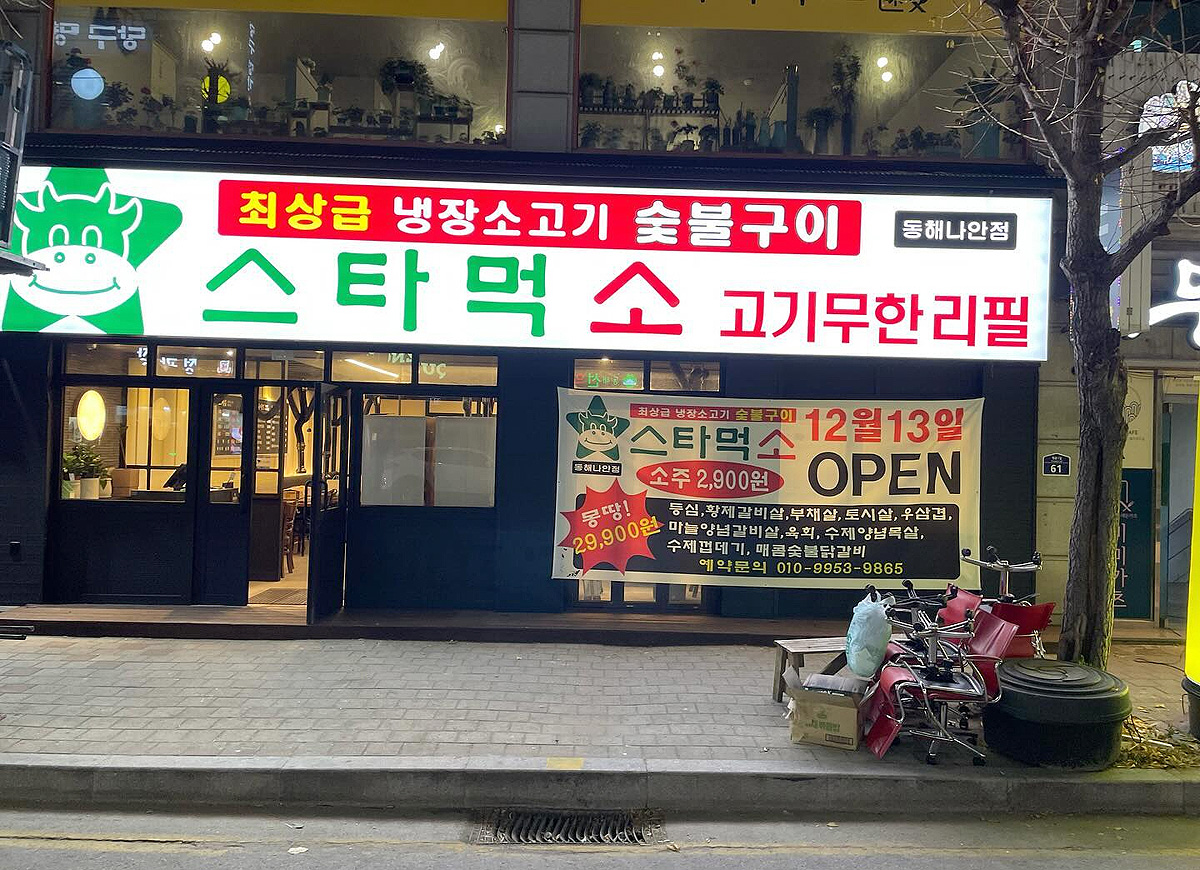 최상급 냉장소고기 숯불구이
동해나안점
스타먹소 고기무한리필
최상급 냉장소고기 숯불구이
스타먹소
동해나안점
12월13일
OPEN
소주 2,900원
몽땅!
29,900원
등심,황제갈비살,부채살,토시살,우삼겹,
마늘양념갈비살,육회, 수제양념목살,
수제껍데기, 매콤숯불닭갈비
예약문의 010-9953-9865
61